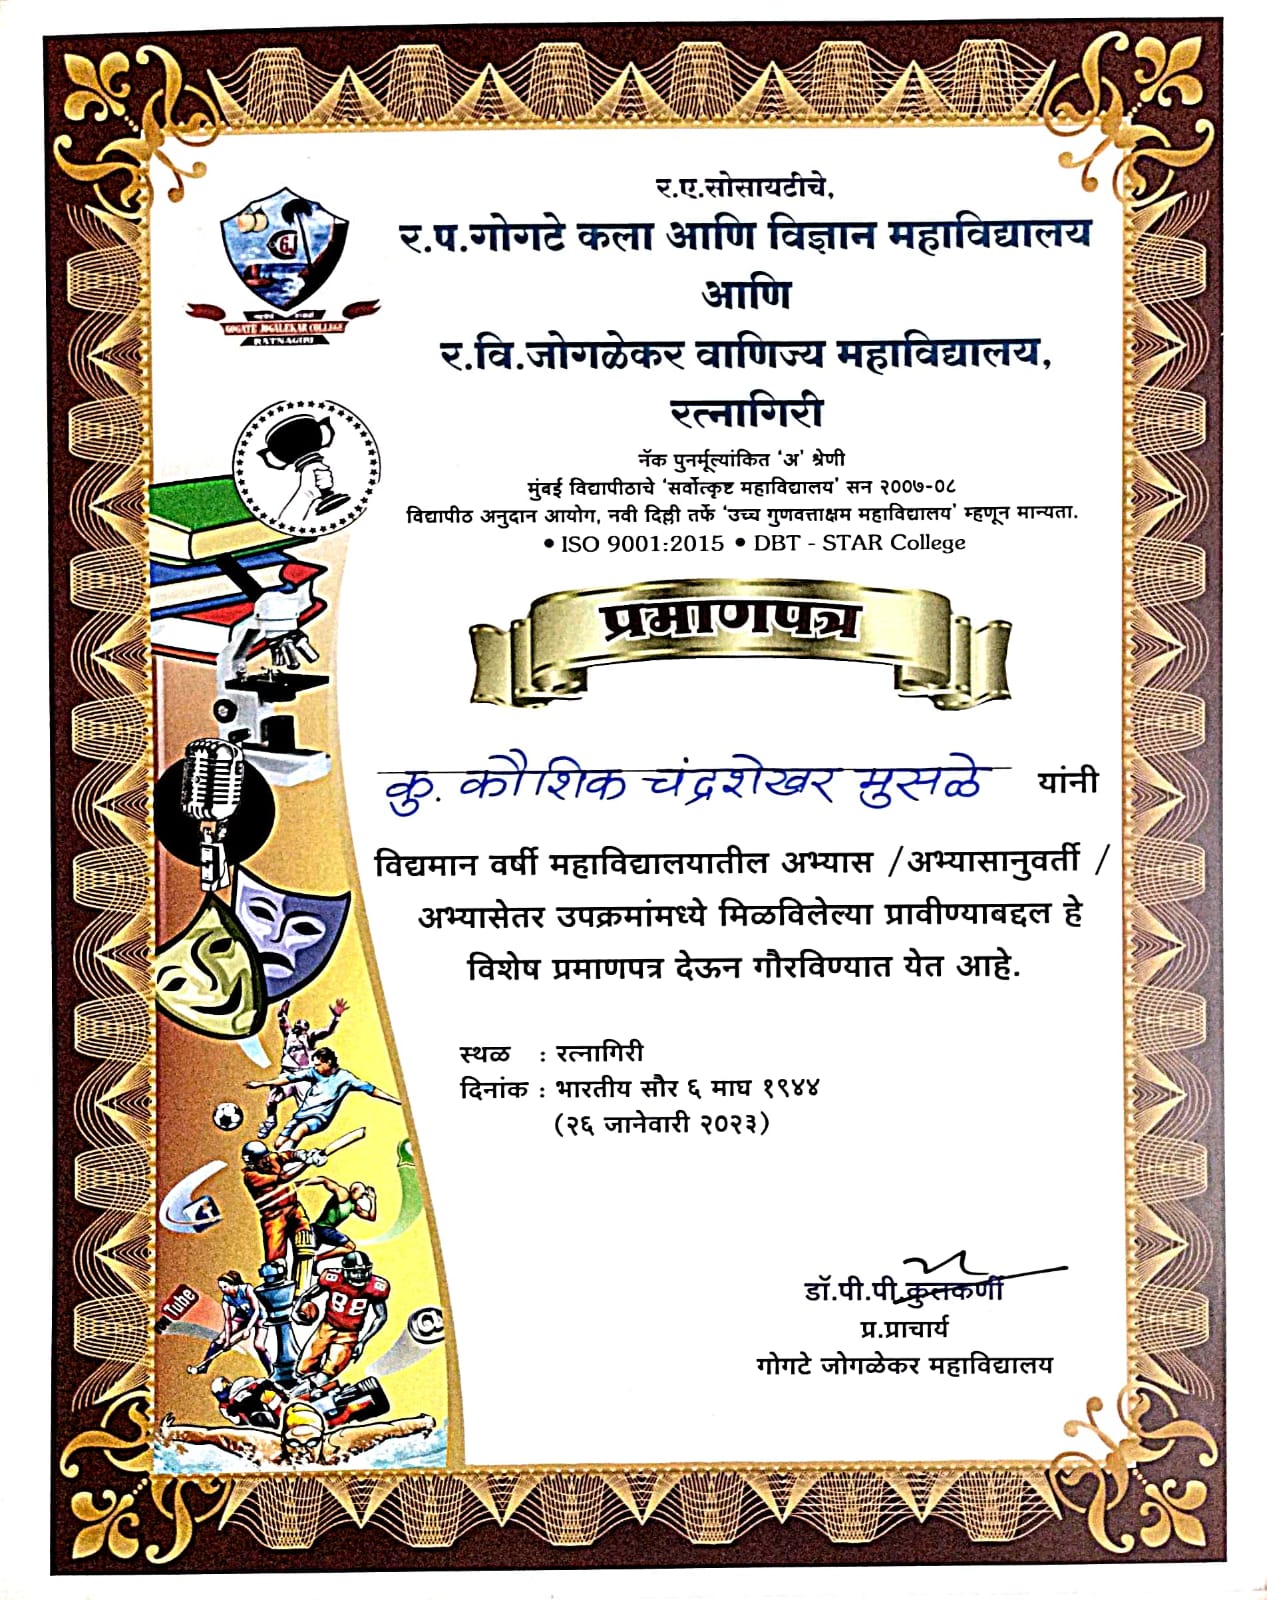 र.ए.सोसायटीचे,
र.प.गोगटे कला आणि विज्ञान महाविद्यालय
आणि
र.वि.जोगळेकर वाणिज्य महाविद्यालय,
रत्नागिरी
GOGATE JOGALEKAR COLLEGE
RATNAGIRI
नॅक पुनर्मूल्यांकित ‘अ’ श्रेणी
मुंबई विद्यापीठाचे ‘सर्वोत्कृष्ट महाविद्यालय’ सन २००७-०८
विद्यापीठ अनुदान आयोग, नवी दिल्ली तर्फे ‘उच्च गुणवत्ताक्षम महाविद्यालय’ म्हणून मान्यता.
• ISO 9001:2015 • DBT - STAR College
प्रमाणपत्र
कु. कौशिक चंद्रशेखर मुसळे यांनी
विद्यमान वर्षी महाविद्यालयातील अभ्यास /अभ्यासानुवर्ती /
अभ्यासेतर उपक्रमांमध्ये मिळविलेल्या प्रावीण्याबद्दल हे
विशेष प्रमाणपत्र देऊन गौरविण्यात येत आहे.
स्थळ : रत्नागिरी
दिनांक : भारतीय सौर ६ माघ १९४४
(२६ जानेवारी २०२३)
88
Tube
@
डॉ.पी.पी.कुलकर्णी
प्र.प्राचार्य
गोगटे जोगळेकर महाविद्यालय